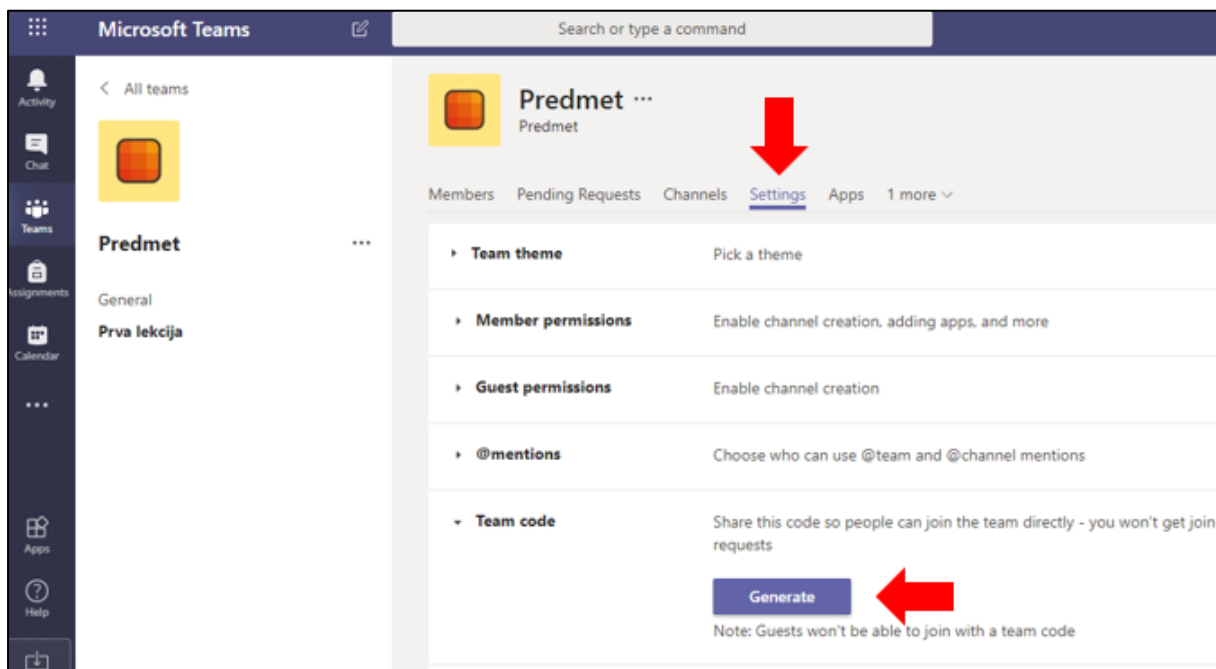 Microsoft Teams
Search or type a command
Activity
Chat
Teams
Assignments
Calendar
Apps
Help
All teams
Predmet
General
Prva lekcija
Predmet
Predmet
Members Pending Requests Channels Settings Apps 1 more
Team theme Pick a theme
Member permissions Enable channel creation, adding apps, and more
Guest permissions Enable channel creation
@mentions Choose who can use @team and @channel mentions
Team code Share this code so people can join the team directly - you won't get join
requests
Generate
Note: Guests won't be able to join with a team code